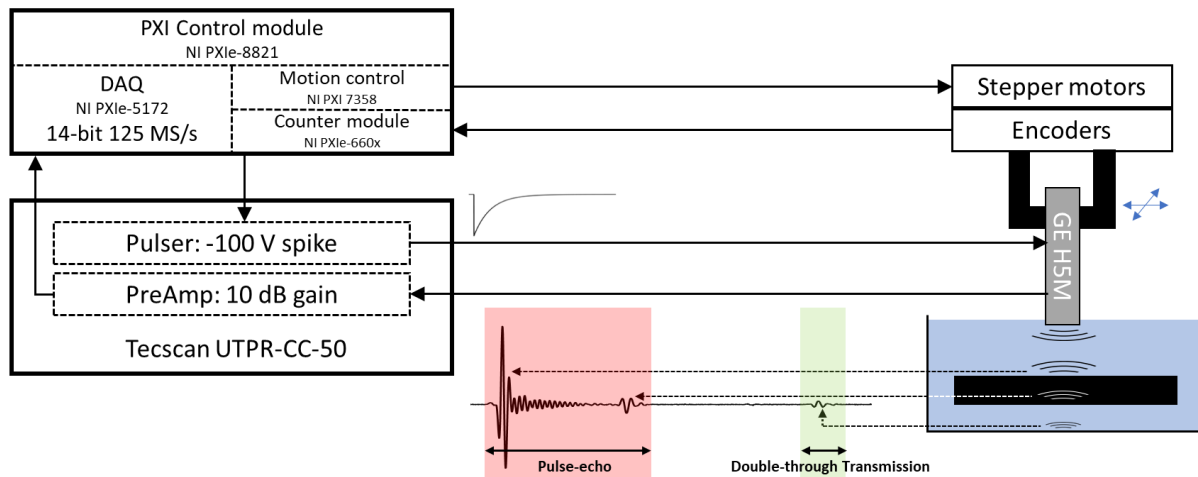 PXI Control module
NI PXIe-8821
DAQ
NI PXIe-5172
14-bit 125 MS/s
Motion control
NI PXI 7358
Counter module
NI PXIe-660x
Stepper motors
Encoders
GE H5M
Pulser: -100 V spike
PreAmp: 10 dB gain
Tecscan UTPR-CC-50
Pulse-echo
Double-through Transmission